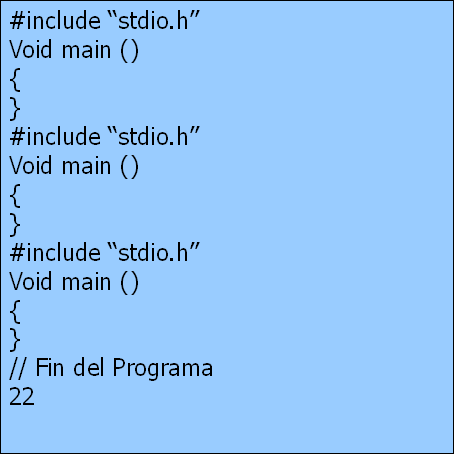 #include “stdio.h”
Void main ()
{
}
#include “stdio.h”
Void main ()
{
}
#include “stdio.h”
Void main ()
{
}
// Fin del Programa
22